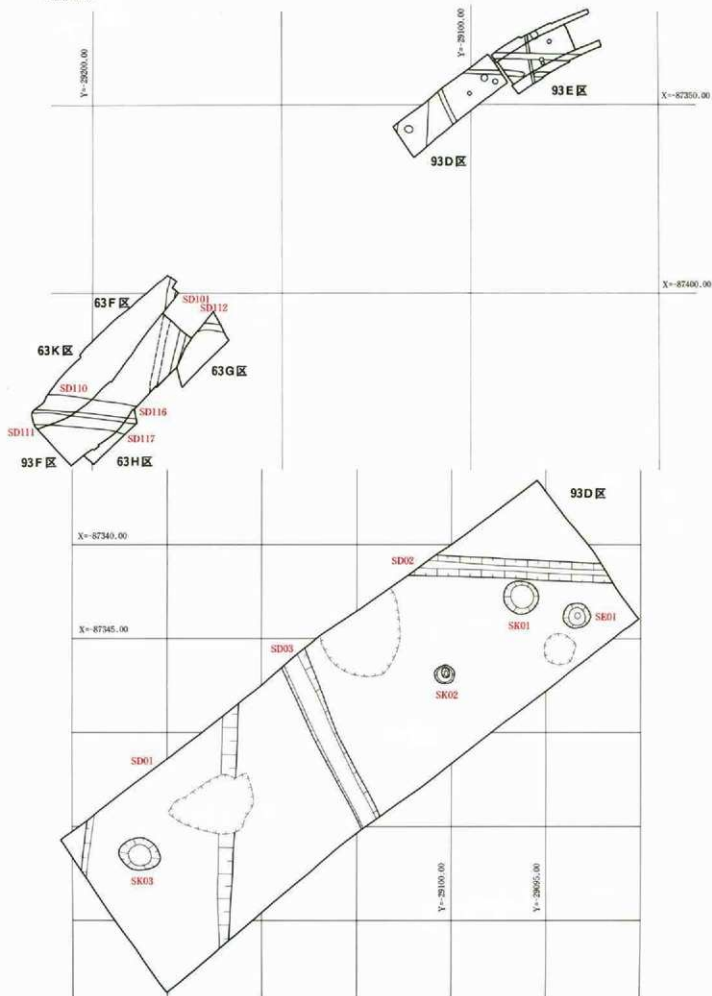 Y=-29200.00
Y=-29100.00
X=-87350.00
93E区
93D区
X=-87400.00
63F区
SD101
SD112
63K区
63G区
SD110
SD116
SD111
SD117
93F区
63H区
93D区
X=-87340.00
SD02
SK01
SE01
X=-87345.00
SD03
SK02
SD01
SK03
Y=-29100.00
Y=-29095.00